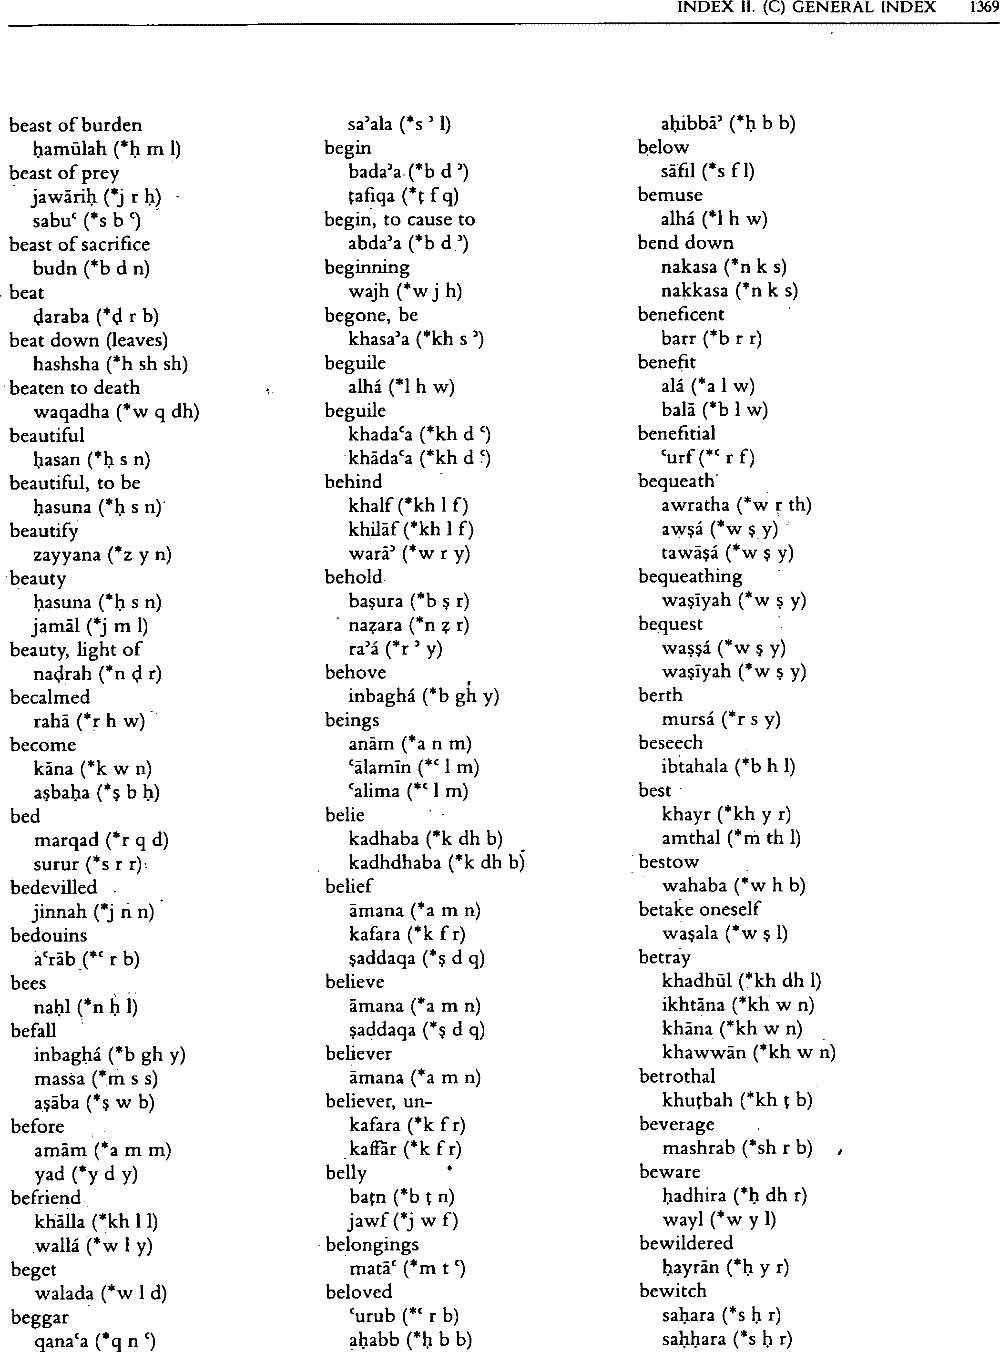 INDEX II. (C) GENERAL INDEX 1369
beast of burden
ḥamūlah (*ḥ m l)
beast of prey
jawāriḥ (*j r ḥ)
sabuʿ (*s b ʿ)
beast of sacrifice
budn (*b d n)
beat
ḍaraba (*ḍ r b)
beat down (leaves)
hashsha (*h sh sh)
beaten to death
waqadha (*w q dh)
beautiful
ḥasan (*ḥ s n)
beautiful, to be
ḥasuna (*ḥ s n)
beautify
zayyana (*z y n)
beauty
ḥasuna (*ḥ s n)
jamāl (*j m l)
beauty, light of
naḍrah (*n ḍ r)
becalmed
rahā (*r h w)
become
kāna (*k w n)
aṣbaḥa (*ṣ b ḥ)
bed
marqad (*r q d)
surur (*s r r)
bedevilled
jinnah (*j n n)
bedouins
aʿrāb (*ʿ r b)
bees
naḥl (*n ḥ l)
befall
inbaghá (*b gh y)
massa (*m s s)
aṣāba (*ṣ w b)
before
amām (*a m m)
yad (*y d y)
befriend
khālla (*kh l l)
wallá (*w l y)
beget
walada (*w l d)
beggar
qanaʿa (*q n ʿ)
saʾala (*s ʾ l)
begin
badaʾa (*b d ʾ)
ṭafiqa (*ṭ f q)
begin, to cause to
abdaʾa (*b d ʾ)
beginning
wajh (*w j h)
begone, be
khasaʾa (*kh s ʾ)
beguile
alhá (*l h w)
beguile
khadaʿa (*kh d ʿ)
khādaʿa (*kh d ʿ)
behind
khalf (*kh l f)
khilāf (*kh l f)
warāʾ (*w r y)
behold
baṣura (*b ṣ r)
naẓara (*n ẓ r)
raʾá (*r ʾ y)
behove
inbaghá (*b gh y)
beings
anām (*a n m)
ʿālamīn (*ʿ l m)
ʿalima (*ʿ l m)
belie
kadhaba (*k dh b)
kadhdhaba (*k dh b)
belief
āmana (*a m n)
kafara (*k f r)
ṣaddaqa (*ṣ d q)
believe
āmana (*a m n)
ṣaddaqa (*ṣ d q)
believer
āmana (*a m n)
believer, un-
kafara (*k f r)
kaffār (*k f r)
belly
baṭn (*b ṭ n)
jawf (*j w f)
belongings
matāʿ (*m t ʿ)
beloved
ʿurub (*ʿ r b)
aḥabb (*ḥ b b)
aḥibbāʾ (*ḥ b b)
below
sāfil (*s f l)
bemuse
alhá (*l h w)
bend down
nakasa (*n k s)
nakkasa (*n k s)
beneficent
barr (*b r r)
benefit
alá (*a l w)
balā (*b l w)
benefitial
ʿurf (*ʿ r f)
bequeath
awratha (*w r th)
awṣá (*w ṣ y)
tawāṣá (*w ṣ y)
bequeathing
waṣīyah (*w ṣ y)
bequest
waṣṣá (*w ṣ y)
waṣīyah (*w ṣ y)
berth
mursá (*r s y)
beseech
ibtahala (*b h l)
best
khayr (*kh y r)
amthal (*m th l)
bestow
wahaba (*w h b)
betake oneself
waṣala (*w ṣ l)
betray
khadhūl (*kh dh l)
ikhtāna (*kh w n)
khāna (*kh w n)
khawwān (*kh w n)
betrothal
khuṭbah (*kh ṭ b)
beverage
mashrab (*sh r b)
beware
ḥadhira (*ḥ dh r)
wayl (*w y l)
bewildered
ḥayrān (*ḥ y r)
bewitch
saḥara (*s ḥ r)
saḥḥara (*s ḥ r)